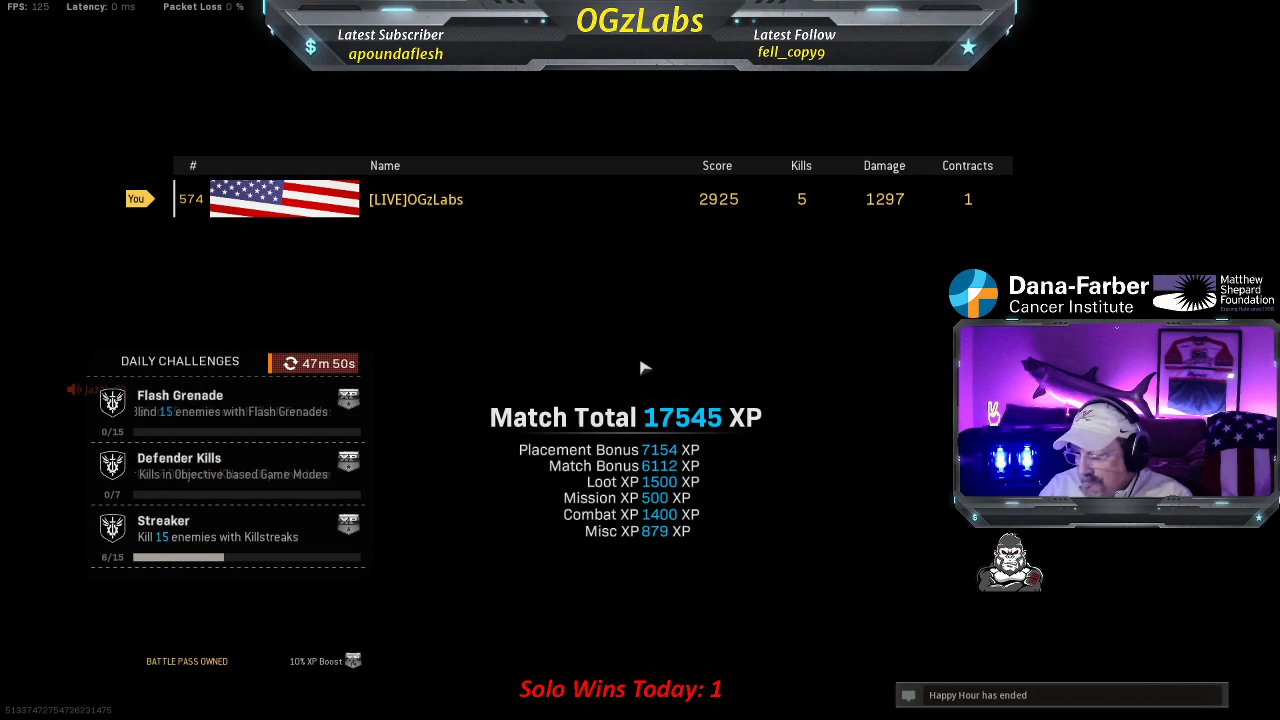 FPS: 125 Latency: 0 ms Packet Loss 0 %
OGzLabs
Latest Subscriber
apoundaflesh
Latest Follow
fell_copy9
# Name Score Kills Damage Contracts
You 574 [LIVE]OGzLabs 2925 5 1297 1
Dana-Farber
Cancer Institute
Matthew
Shepard
Foundation
DAILY CHALLENGES 47m 50s
Flash Grenade
Blind 15 enemies with Flash Grenades
0/15
Defender Kills
Kills in Objective based Game Modes
0/7
Streaker
Kill 15 enemies with Killstreaks
6/15
Match Total 17545 XP
Placement Bonus 7154 XP
Match Bonus 6112 XP
Loot XP 1500 XP
Mission XP 500 XP
Combat XP 1400 XP
Misc XP 879 XP
BATTLE PASS OWNED 10% XP Boost
Solo Wins Today: 1
Happy Hour has ended
51337472754726231475